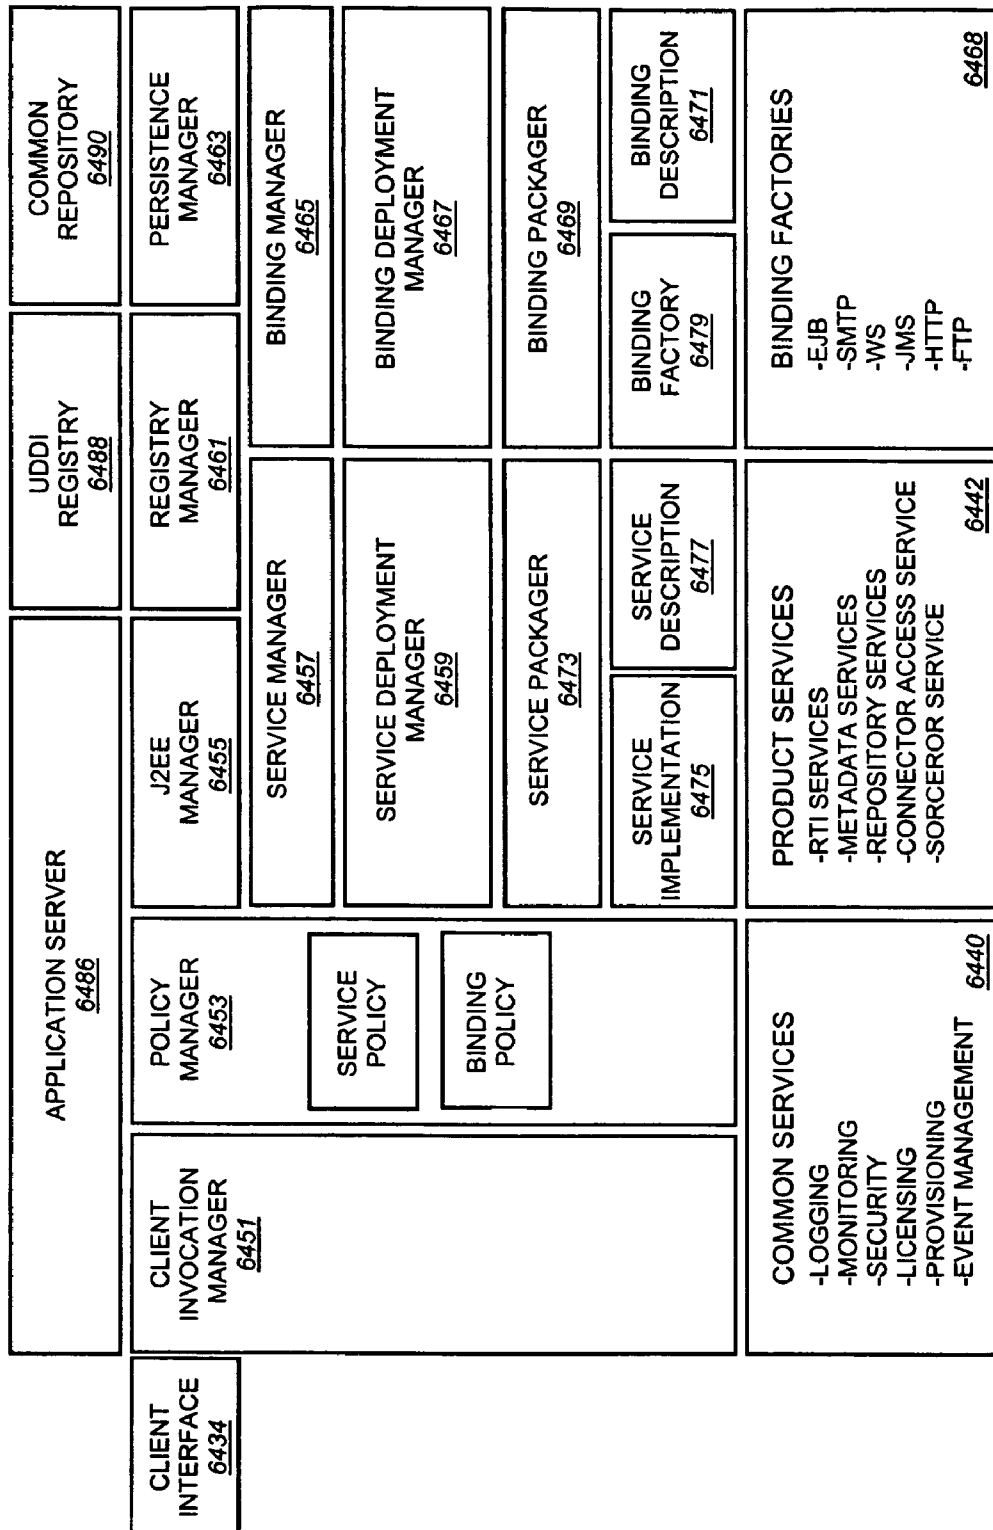 APPLICATION SERVER
6486
UDDI
REGISTRY
6488
COMMON
REPOSITORY
6490
CLIENT
INTERFACE
6434
CLIENT
INVOCATION
MANAGER
6451
POLICY
MANAGER
6453
SERVICE
POLICY
BINDING
POLICY
J2EE
MANAGER
6455
REGISTRY
MANAGER
6461
PERSISTENCE
MANAGER
6463
SERVICE MANAGER
6457
BINDING MANAGER
6465
SERVICE DEPLOYMENT
MANAGER
6459
BINDING DEPLOYMENT
MANAGER
6467
SERVICE PACKAGER
6473
BINDING PACKAGER
6469
SERVICE
IMPLEMENTATION
6475
SERVICE
DESCRIPTION
6477
BINDING
FACTORY
6479
BINDING
DESCRIPTION
6471
COMMON SERVICES
-LOGGING
-MONITORING
-SECURITY
-LICENSING
-PROVISIONING
-EVENT MANAGEMENT
6440
PRODUCT SERVICES
-RTI SERVICES
-METADATA SERVICES
-REPOSITORY SERVICES
-CONNECTOR ACCESS SERVICE
-SORCEROR SERVICE
6442
BINDING FACTORIES
-EJB
-SMTP
-WS
-JMS
-HTTP
-FTP
6468